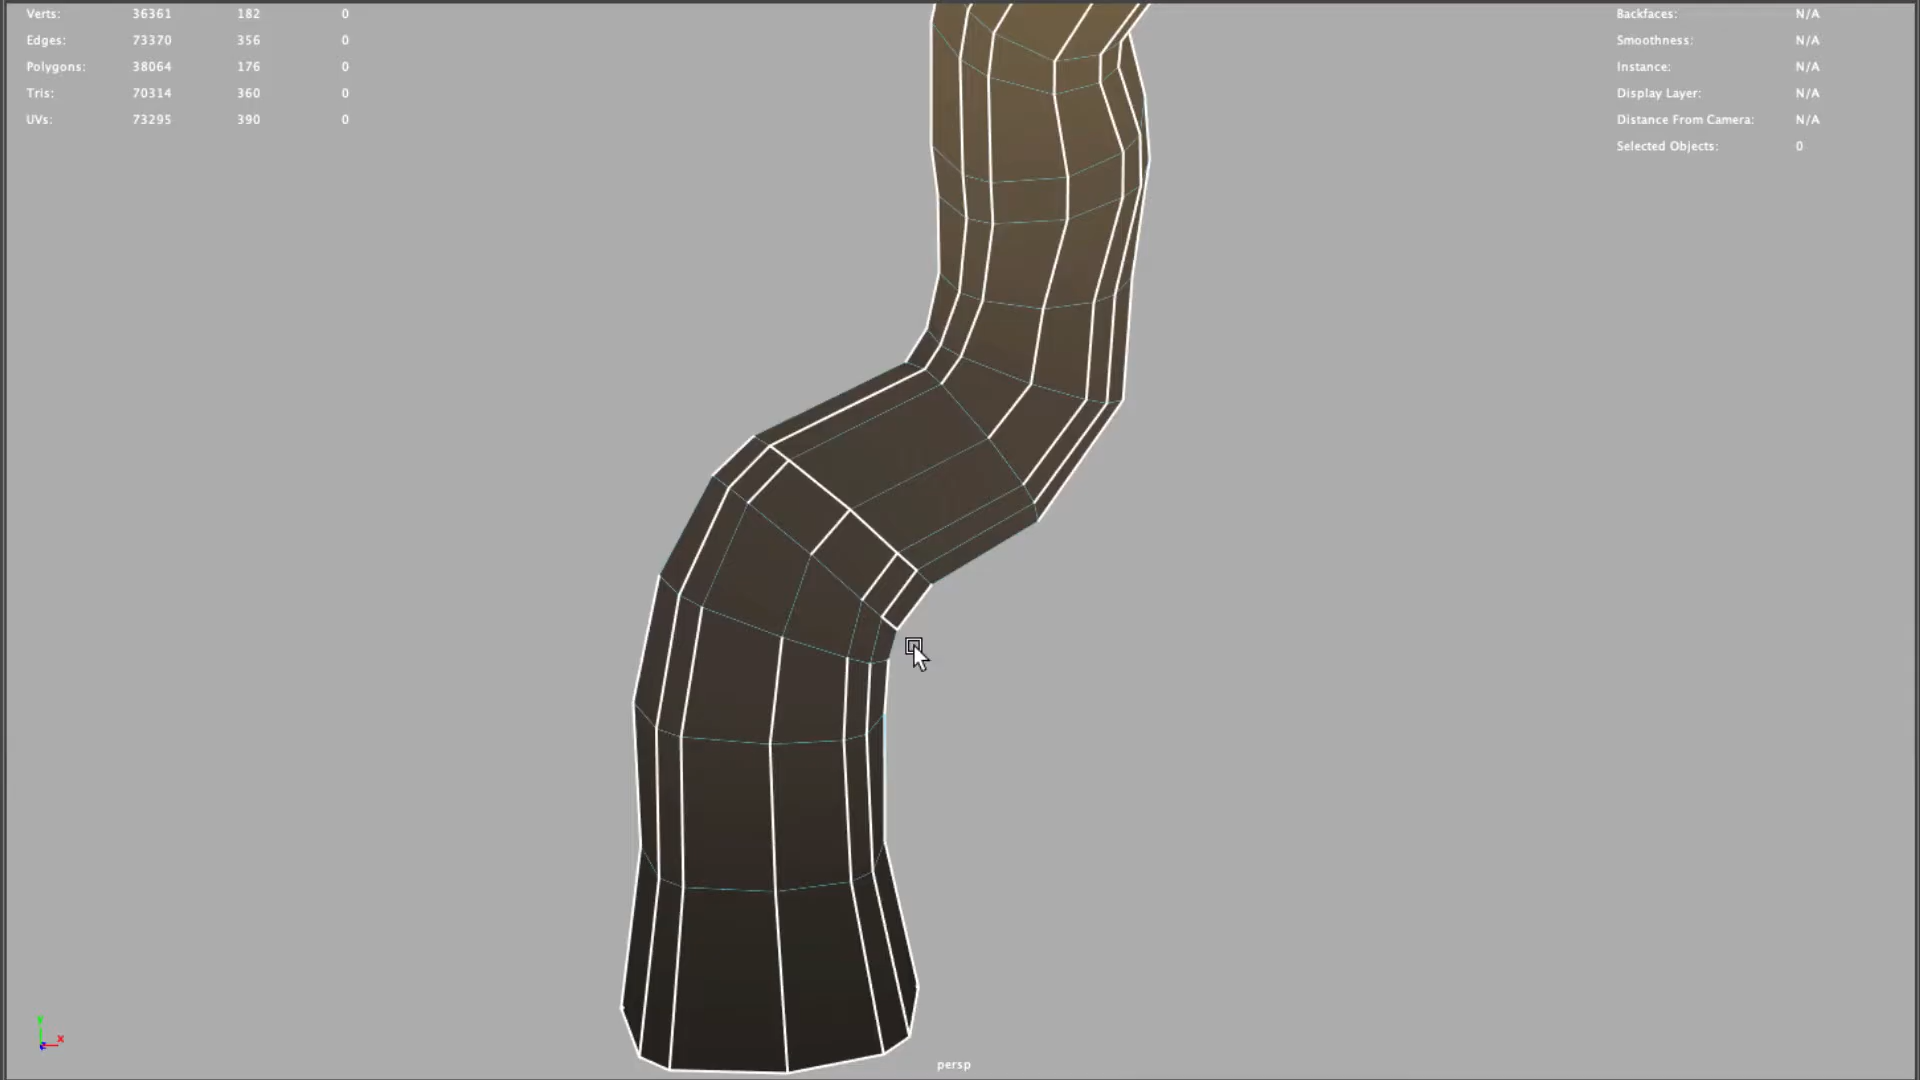 Verts: 36361 182 0
Edges: 73370 356 0
Polygons: 38064 176 0
Tris: 70314 360 0
UVs: 73295 390 0
Backfaces: N/A
Smoothness: N/A
Instance: N/A
Display Layer: N/A
Distance From Camera: N/A
Selected Objects: 0
Y
x
persp